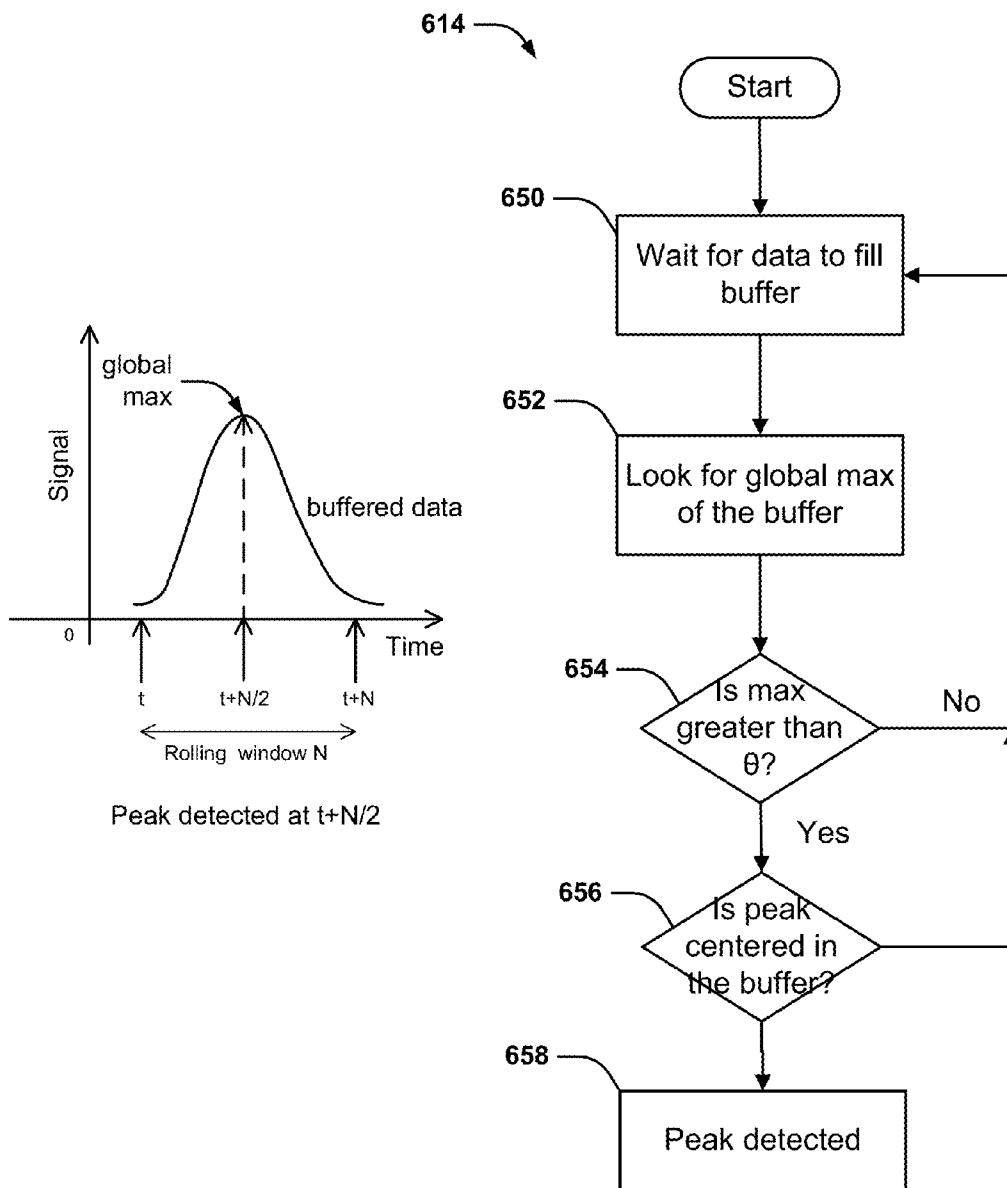 614
Start
650
Wait for data to fill
buffer
652
Look for global max
of the buffer
654
Is max
greater than
θ?
No
Yes
656
Is peak
centered in
the buffer?
658
Peak detected
global
max
Signal
buffered data
0
Time
t
t+N/2
t+N
Rolling window N
Peak detected at t+N/2